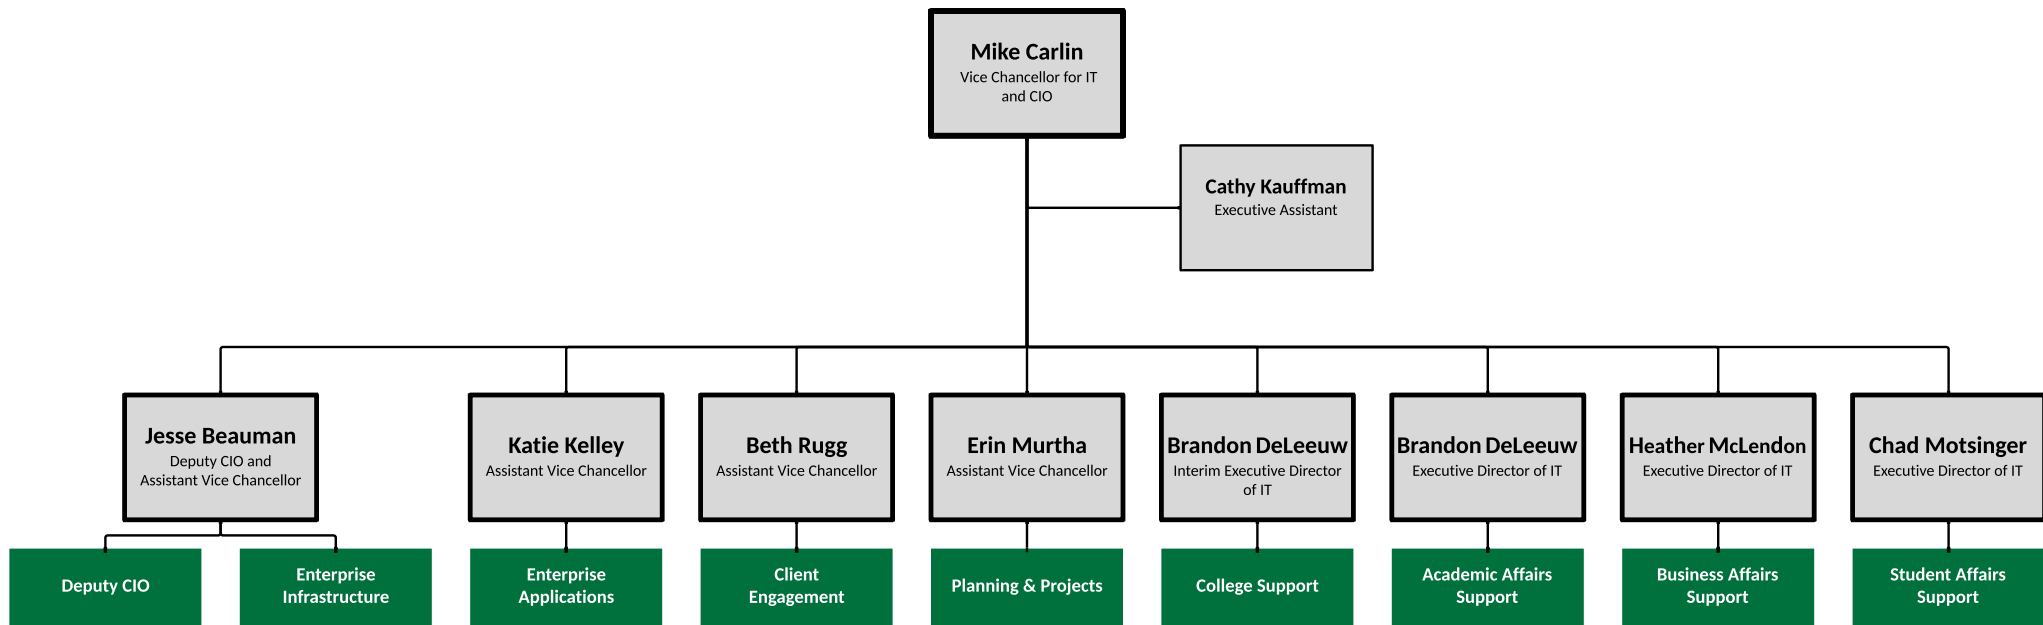 Mike Carlin
Vice Chancellor for IT
and CIO
Cathy Kauffman
Executive Assistant
Jesse Beauman
Deputy CIO and
Assistant Vice Chancellor
Katie Kelley
Assistant Vice Chancellor
Beth Rugg
Assistant Vice Chancellor
Erin Murtha
Assistant Vice Chancellor
Brandon DeLeeuw
Interim Executive Director
of IT
Brandon DeLeeuw
Executive Director of IT
Heather McLendon
Executive Director of IT
Chad Motsinger
Executive Director of IT
Deputy CIO
Enterprise
Infrastructure
Enterprise
Applications
Client
Engagement
Planning & Projects
College Support
Academic Affairs
Support
Business Affairs
Support
Student Affairs
Support